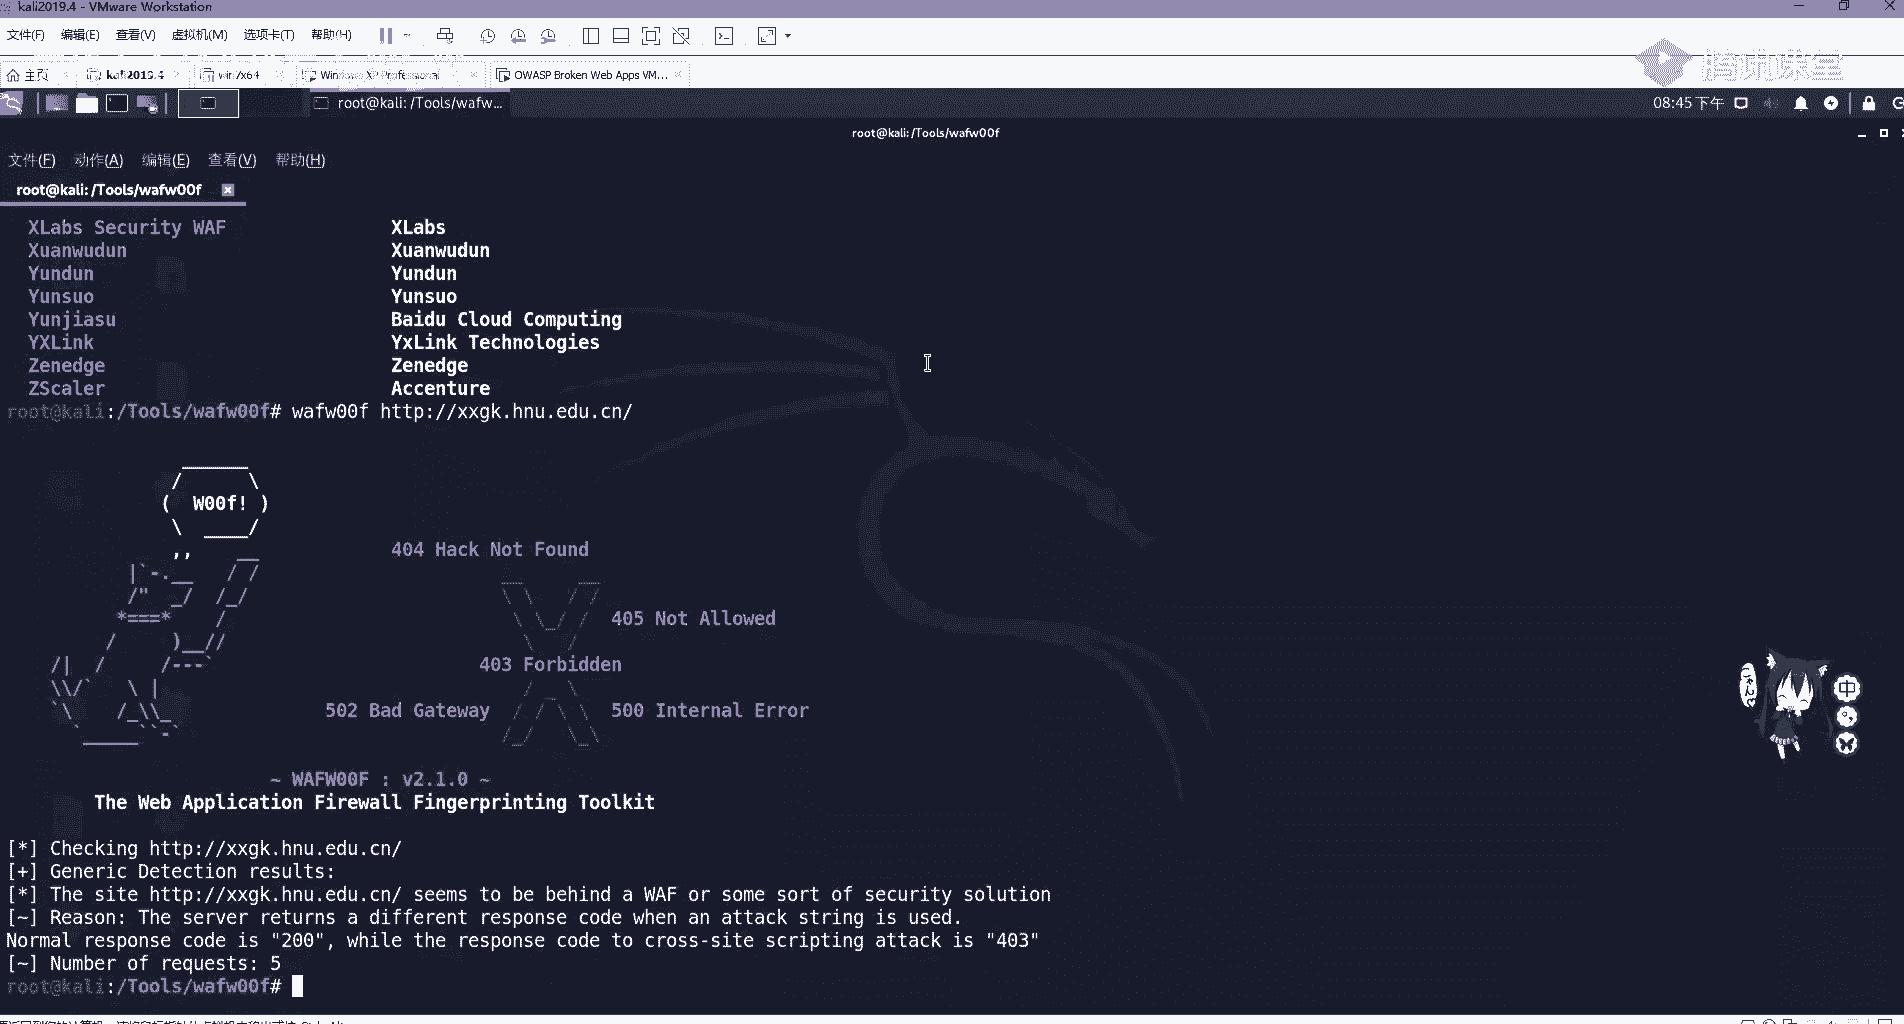 kali2019.4 - VMware Workstation
文件(F) 编辑(E) 查看(V) 虚拟机(M) 选项卡(T) 帮助(H)
主页 kali2019.4 win7x64 Windows XP Professional OWASP Broken Web Apps VM...
腾讯课堂
root@kali: /Tools/wafw... 08:45下午
root@kali: /Tools/wafw00f
文件(F) 动作(A) 编辑(E) 查看(V) 帮助(H)
root@kali: /Tools/wafw00f
XLabs Security WAF XLabs
Xuanwudun Xuanwudun
Yundun Yundun
Yunsuo Yunsuo
Yunjiasu Baidu Cloud Computing
YXLink YxLink Technologies
Zenedge Zenedge
ZScaler Accenture
root@kali:/Tools/wafw00f# wafw00f http://xxgk.hnu.edu.cn/
( W00f! )
404 Hack Not Found
405 Not Allowed
403 Forbidden
502 Bad Gateway 500 Internal Error
~ WAFW00F : v2.1.0 ~
The Web Application Firewall Fingerprinting Toolkit
[*] Checking http://xxgk.hnu.edu.cn/
[+] Generic Detection results:
[*] The site http://xxgk.hnu.edu.cn/ seems to be behind a WAF or some sort of security solution
[~] Reason: The server returns a different response code when an attack string is used.
Normal response code is "200", while the response code to cross-site scripting attack is "403"
[~] Number of requests: 5
root@kali:/Tools/wafw00f#
中